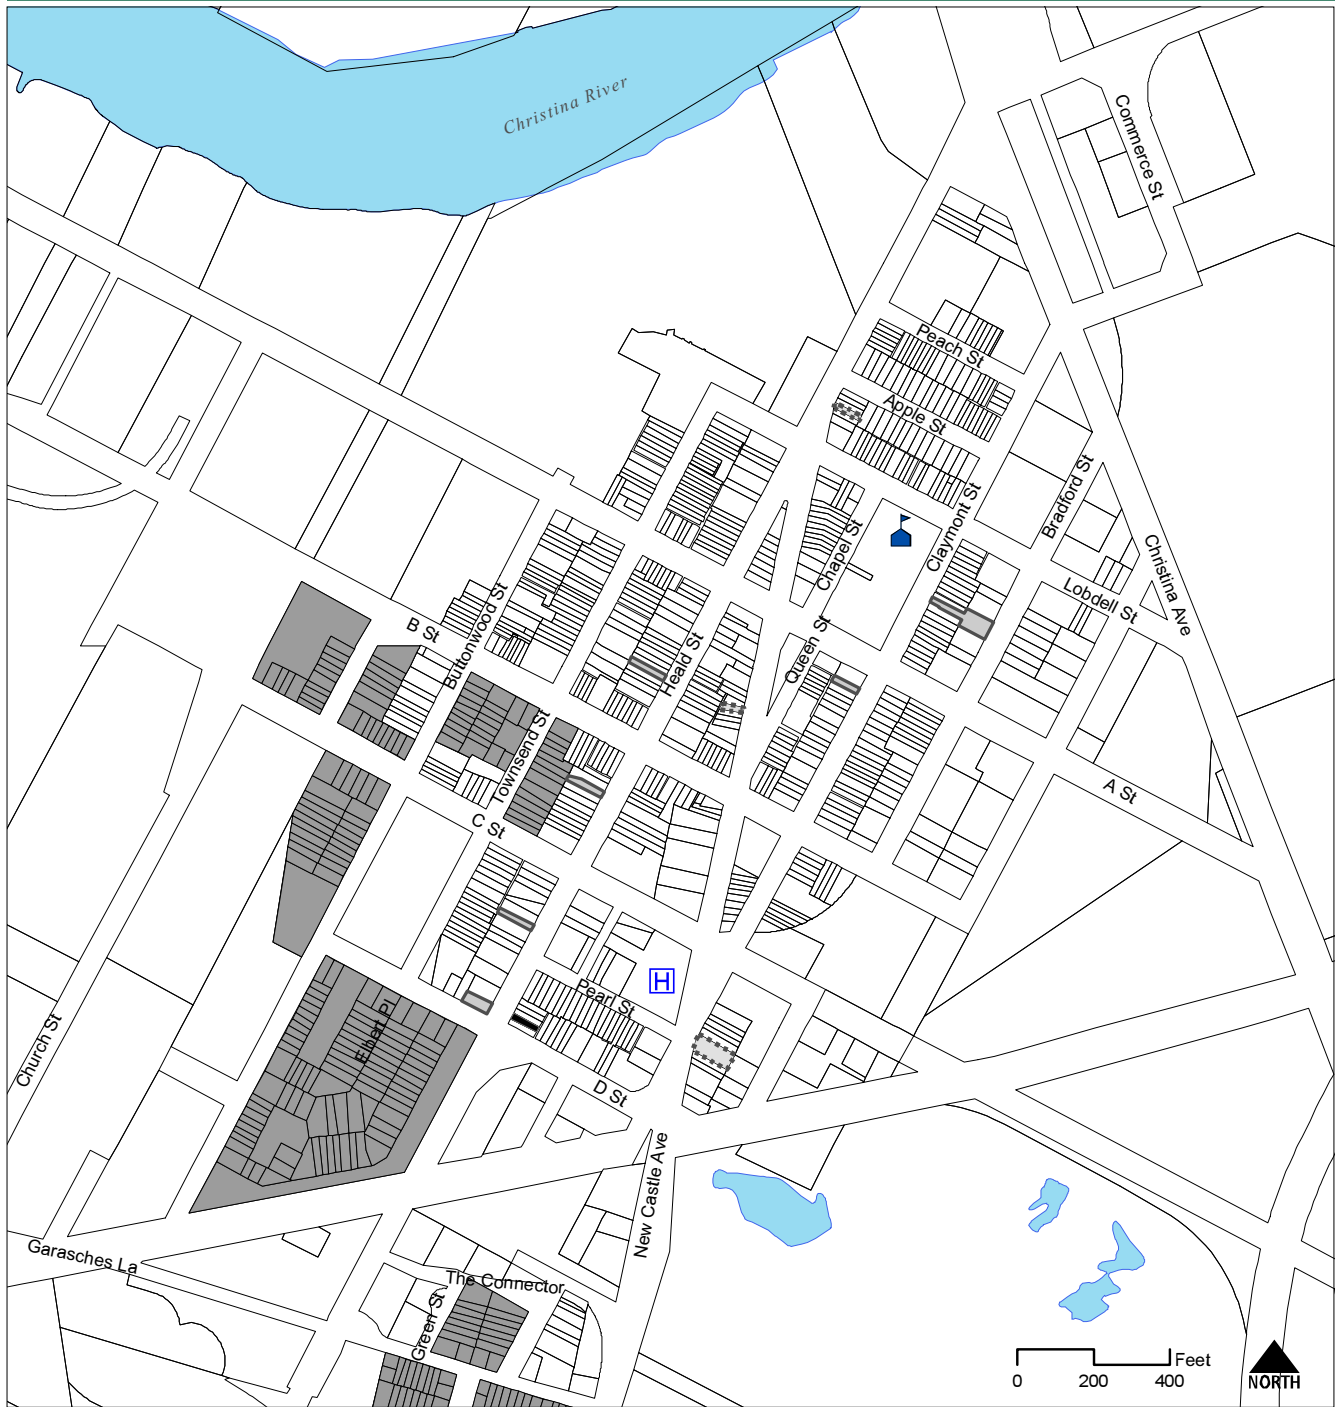 Christina River
Commerce St
Peach St
Apple St
Bradford St
Claymont St
Chapel St
Christina Ave
Lobdell St
B St
Buttonwood St
Heald St
Queen St
Townsend St
A St
C St
H
Pearl St
Elbert Pl
Church St
D St
New Castle Ave
Garasches La
The Connector
Green St
Feet
0 200 400
NORTH